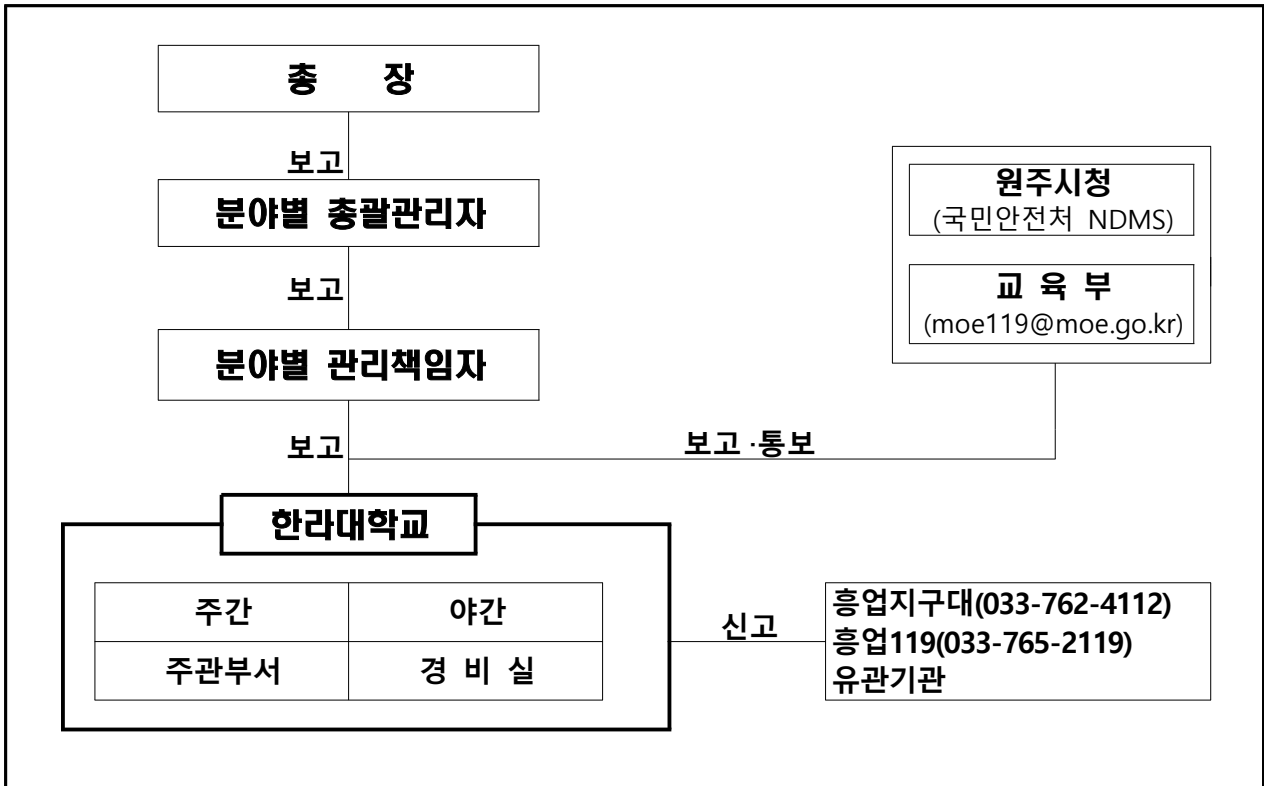 총 장
보고
분야별 총괄관리자
보고
분야별 관리책임자
보고
보고·통보
원주시청
(국민안전처 NDMS)
교 육 부
(moe119@moe.go.kr)
한라대학교
주간 야간
주관부서 경 비 실
신고
흥업지구대(033-762-4112)
흥업119(033-765-2119)
유관기관